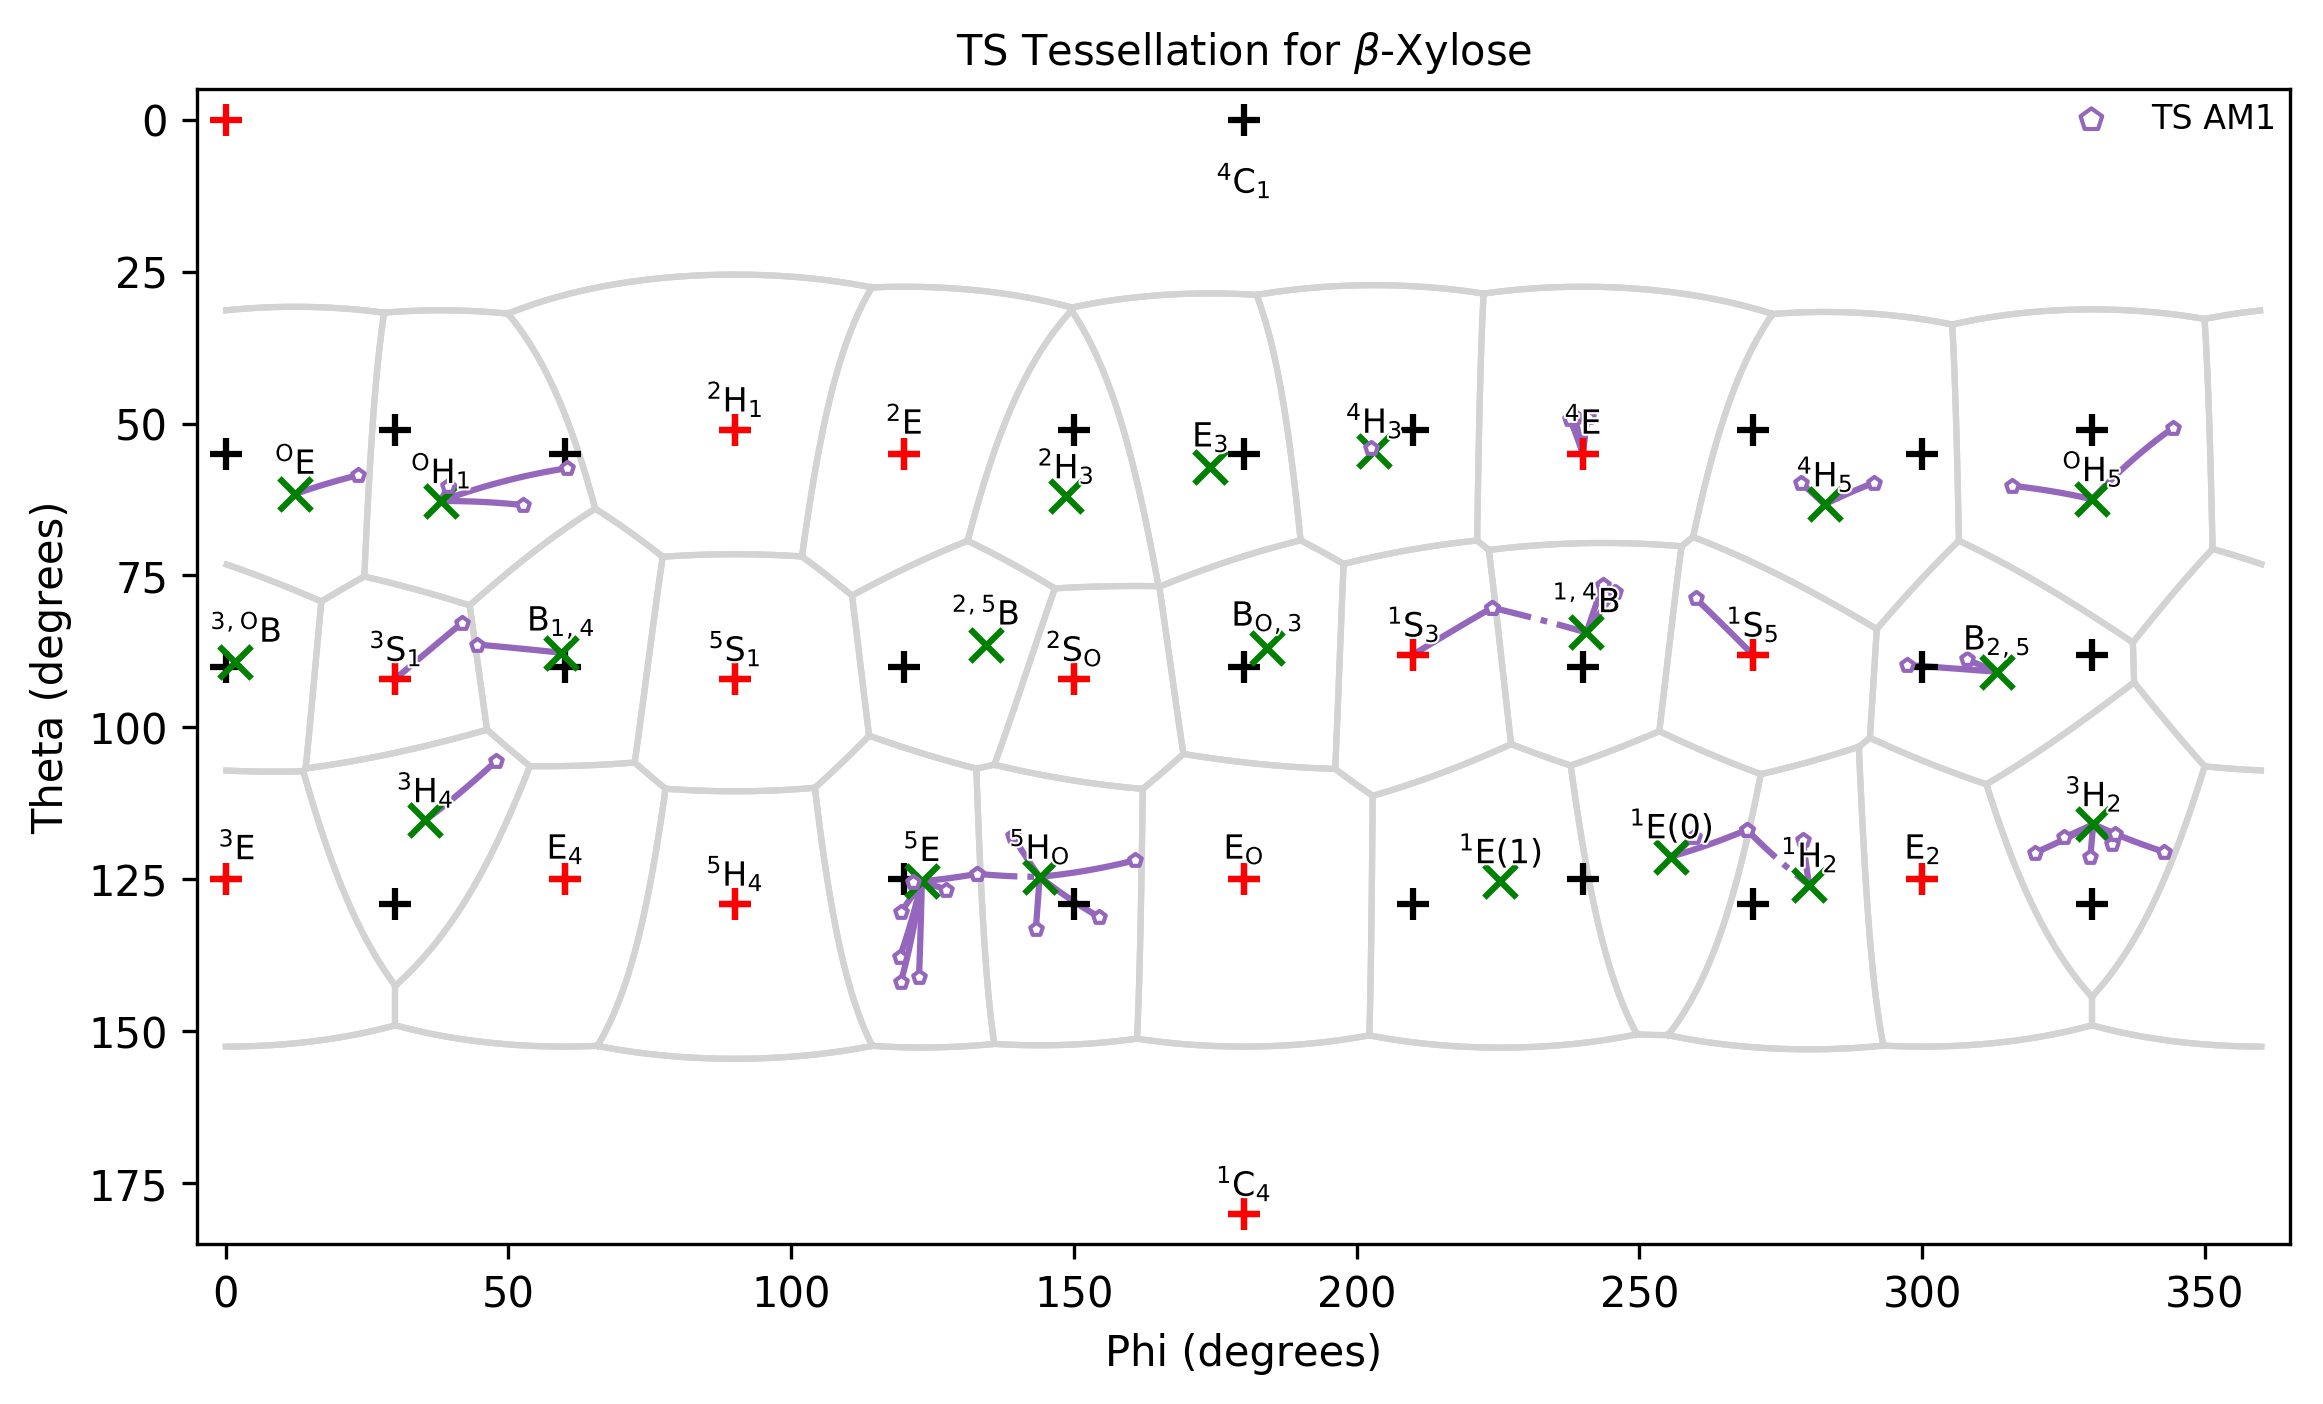 TS Tessellation for β-Xylose
TS AM1
⁴C₁
²H₁
²E
⁴H₃
⁴E
E₃
ᴼE
ᴼH₁
²H₃
⁴H₅
ᴼH₅
³,ᴼB
³S₁
B₁,₄
⁵S₁
²,⁵B
²Sₒ
Bₒ,₃
¹S₃
¹,⁴B
¹S₅
B₂,₅
³H₄
³H₂
³E
E₄
⁵H₄
⁵E
⁵Hₒ
Eₒ
¹E(1)
¹E(0)
¹H₂
E₂
¹C₄
0
25
50
75
100
125
150
175
Theta (degrees)
0 50 100 150 200 250 300 350
Phi (degrees)